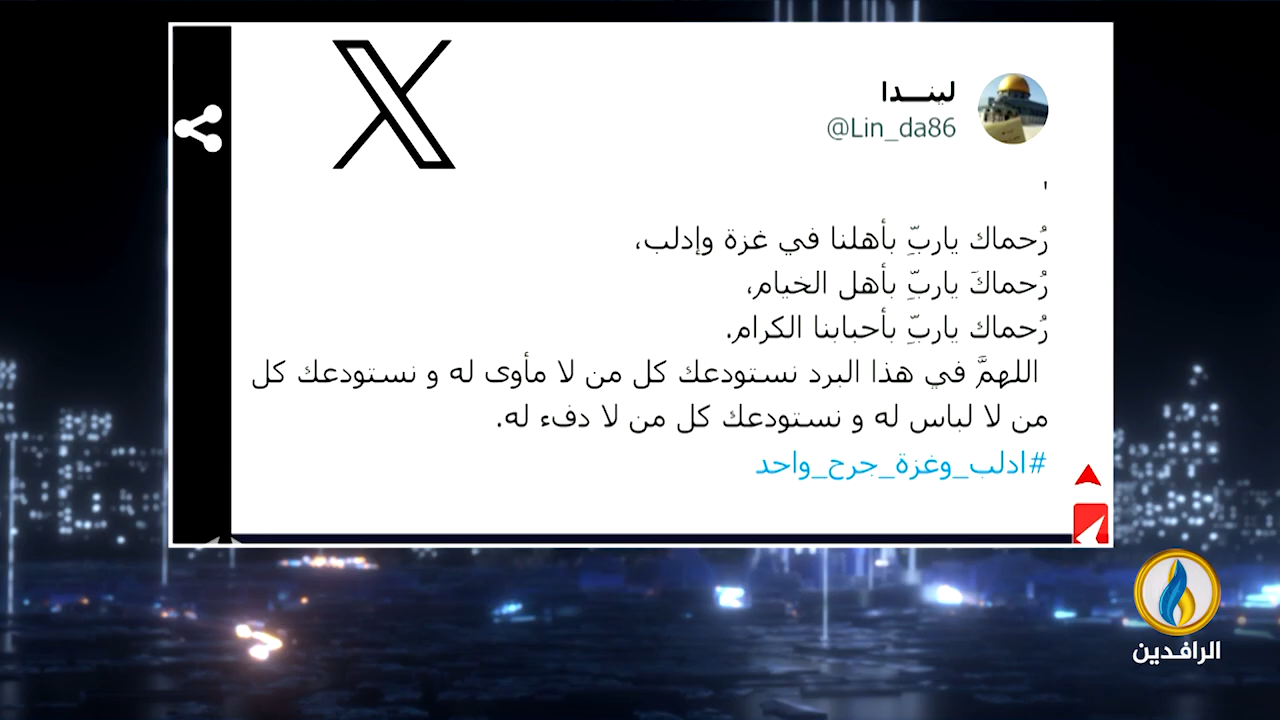 لينـــدا
@Lin_da86
'
رُحماك ياربِّ بأهلنا في غزة وإدلب،
رُحماكَ ياربِّ بأهل الخيام،
رُحماك ياربِّ بأحبابنا الكرام.
اللهمَّ في هذا البرد نستودعك كل من لا مأوى له و نستودعك كل
من لا لباس له و نستودعك كل من لا دفء له.
#ادلب_وغزة_جرح_واحد
الرافدين